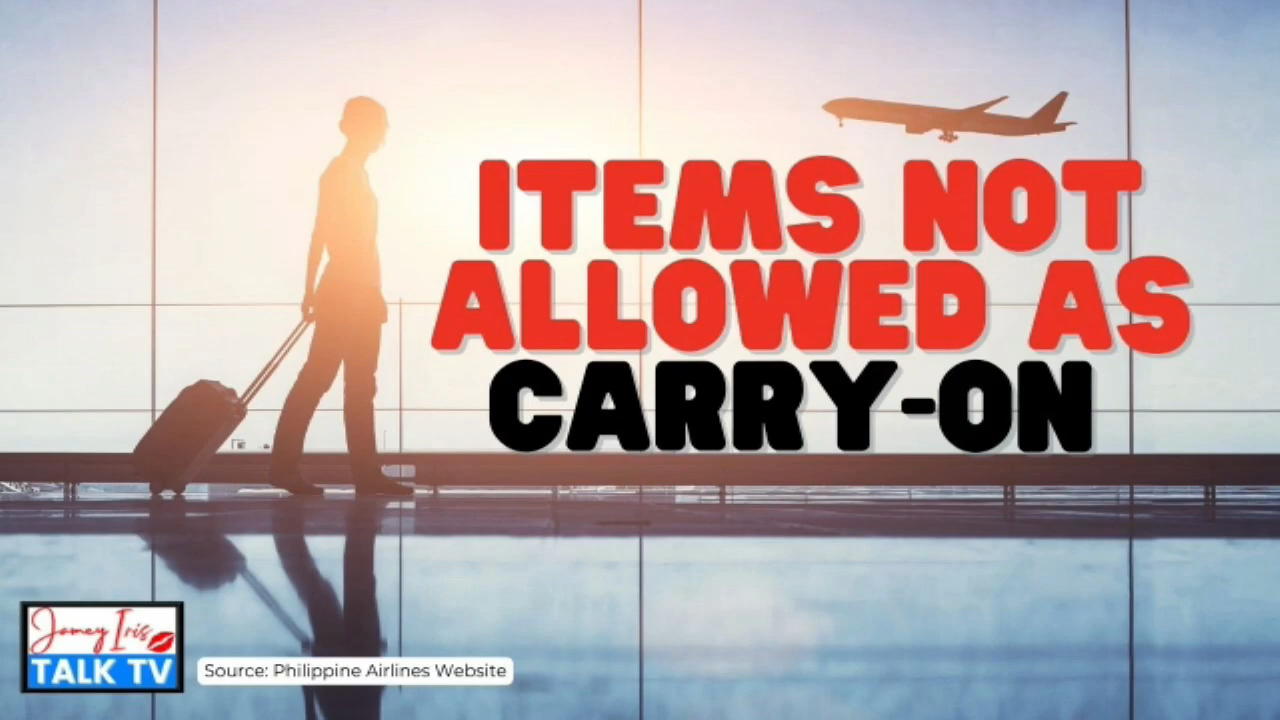 ITEMS NOT
ALLOWED AS
CARRY-ON
Jamey Iris
TALK TV
Source: Philippine Airlines Website